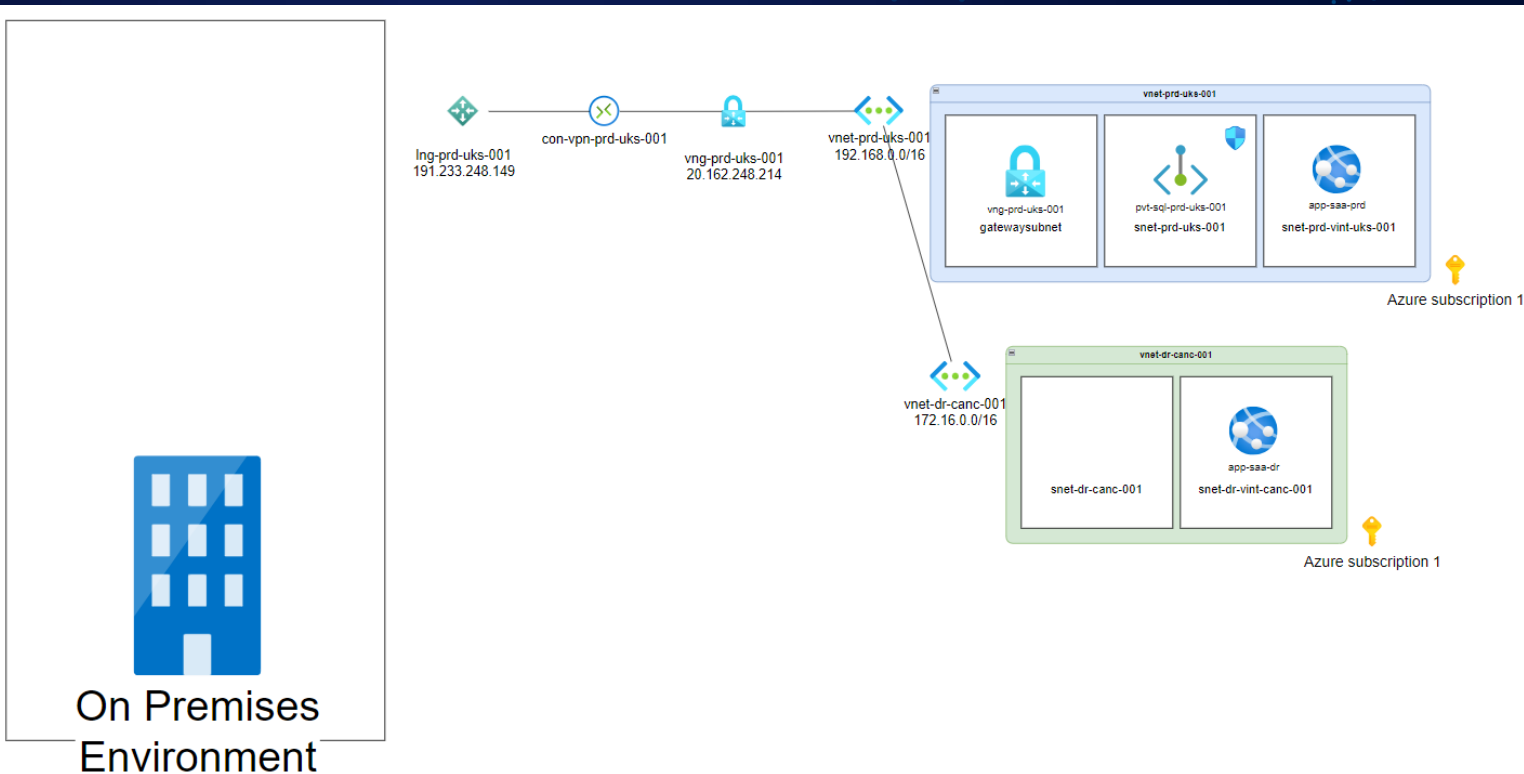 lng-prd-uks-001
191.233.248.149
con-vpn-prd-uks-001
vng-prd-uks-001
20.162.248.214
vnet-prd-uks-001
192.168.0.0/16
vnet-prd-uks-001
vng-prd-uks-001
gatewaysubnet
pvt-sql-prd-uks-001
snet-prd-uks-001
app-saa-prd
snet-prd-vint-uks-001
Azure subscription 1
vnet-dr-canc-001
172.16.0.0/16
vnet-dr-canc-001
snet-dr-canc-001
app-saa-dr
snet-dr-vint-canc-001
Azure subscription 1
On Premises
Environment